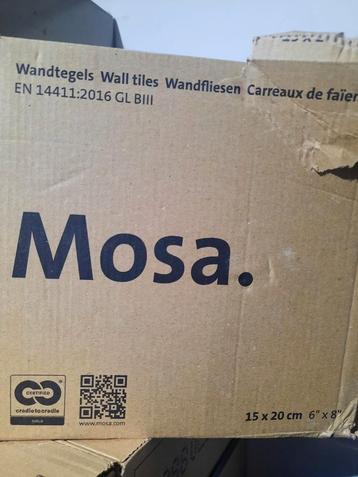 Wandtegels Wall tiles Wandfliesen Carreaux de faïen
EN 14411:2016 GL BIII
Mosa.
CERTIFIED
cradletocradle
GOLD
www.mosa.com
15 x 20 cm 6" x 8"